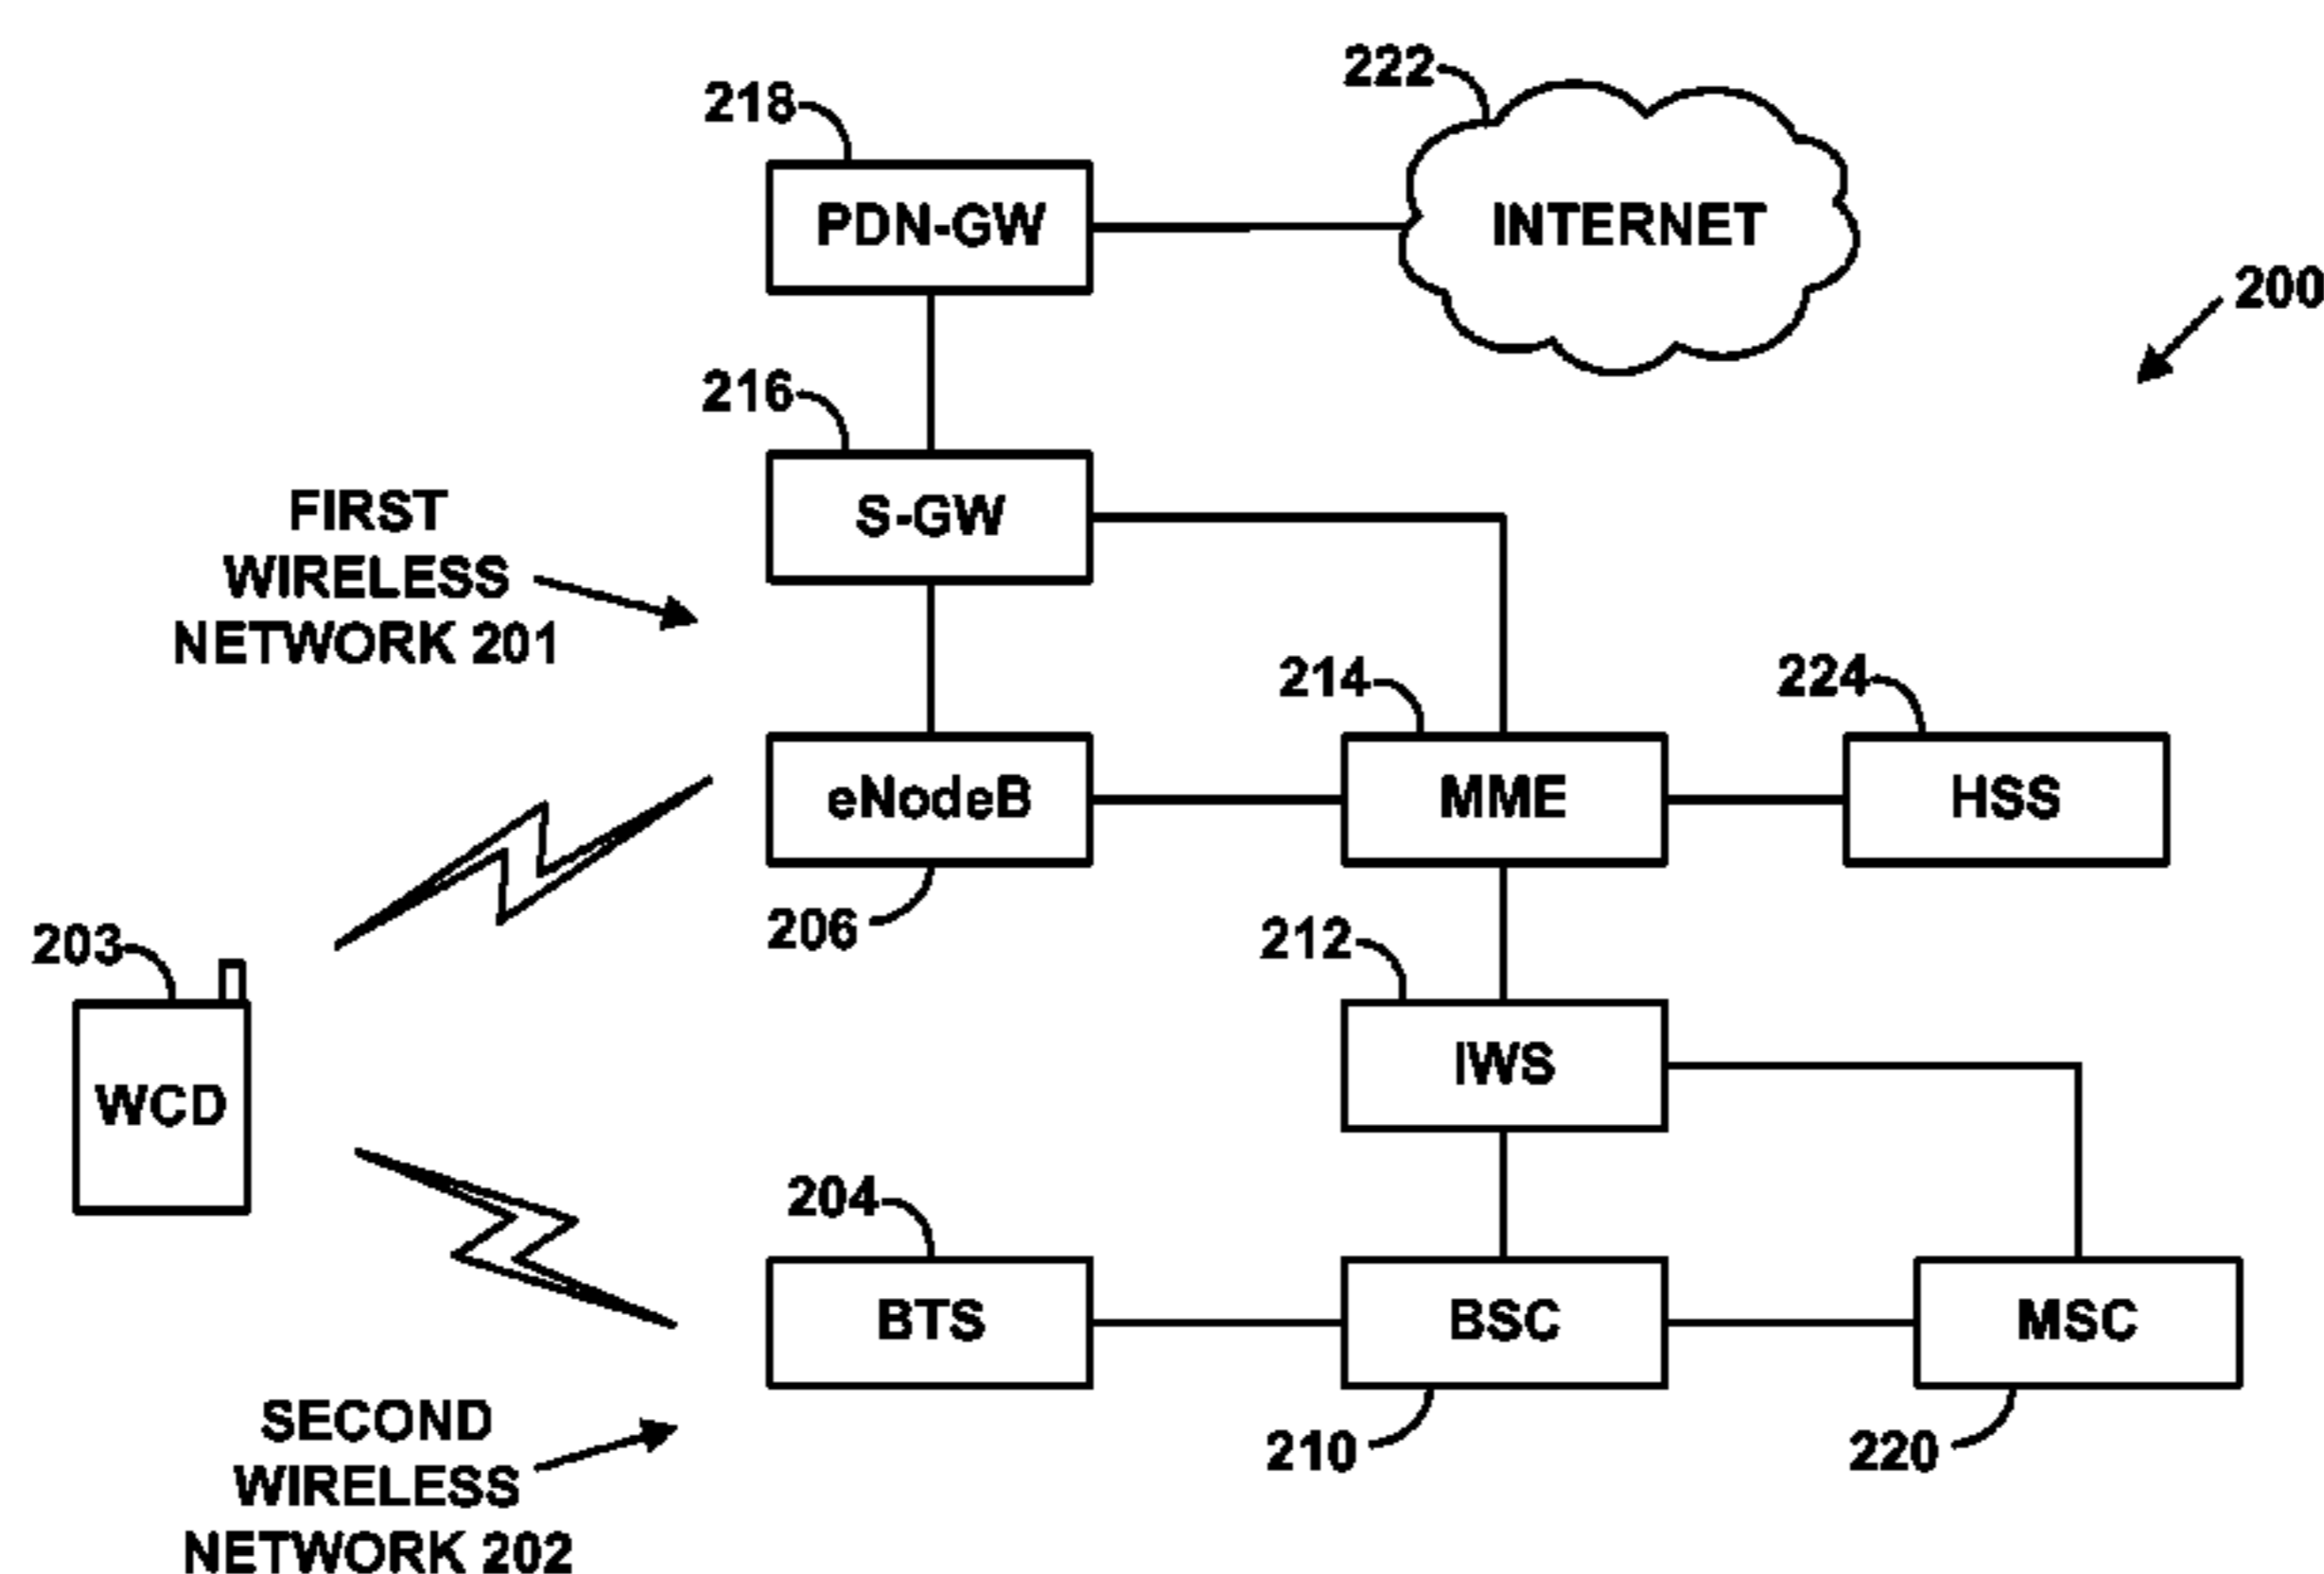 222
218
PDN-GW
INTERNET
200
216
S-GW
FIRST
WIRELESS
NETWORK 201
214
224
eNodeB
MME
HSS
206
212
203
IWS
WCD
204
BTS
BSC
MSC
210
220
SECOND
WIRELESS
NETWORK 202